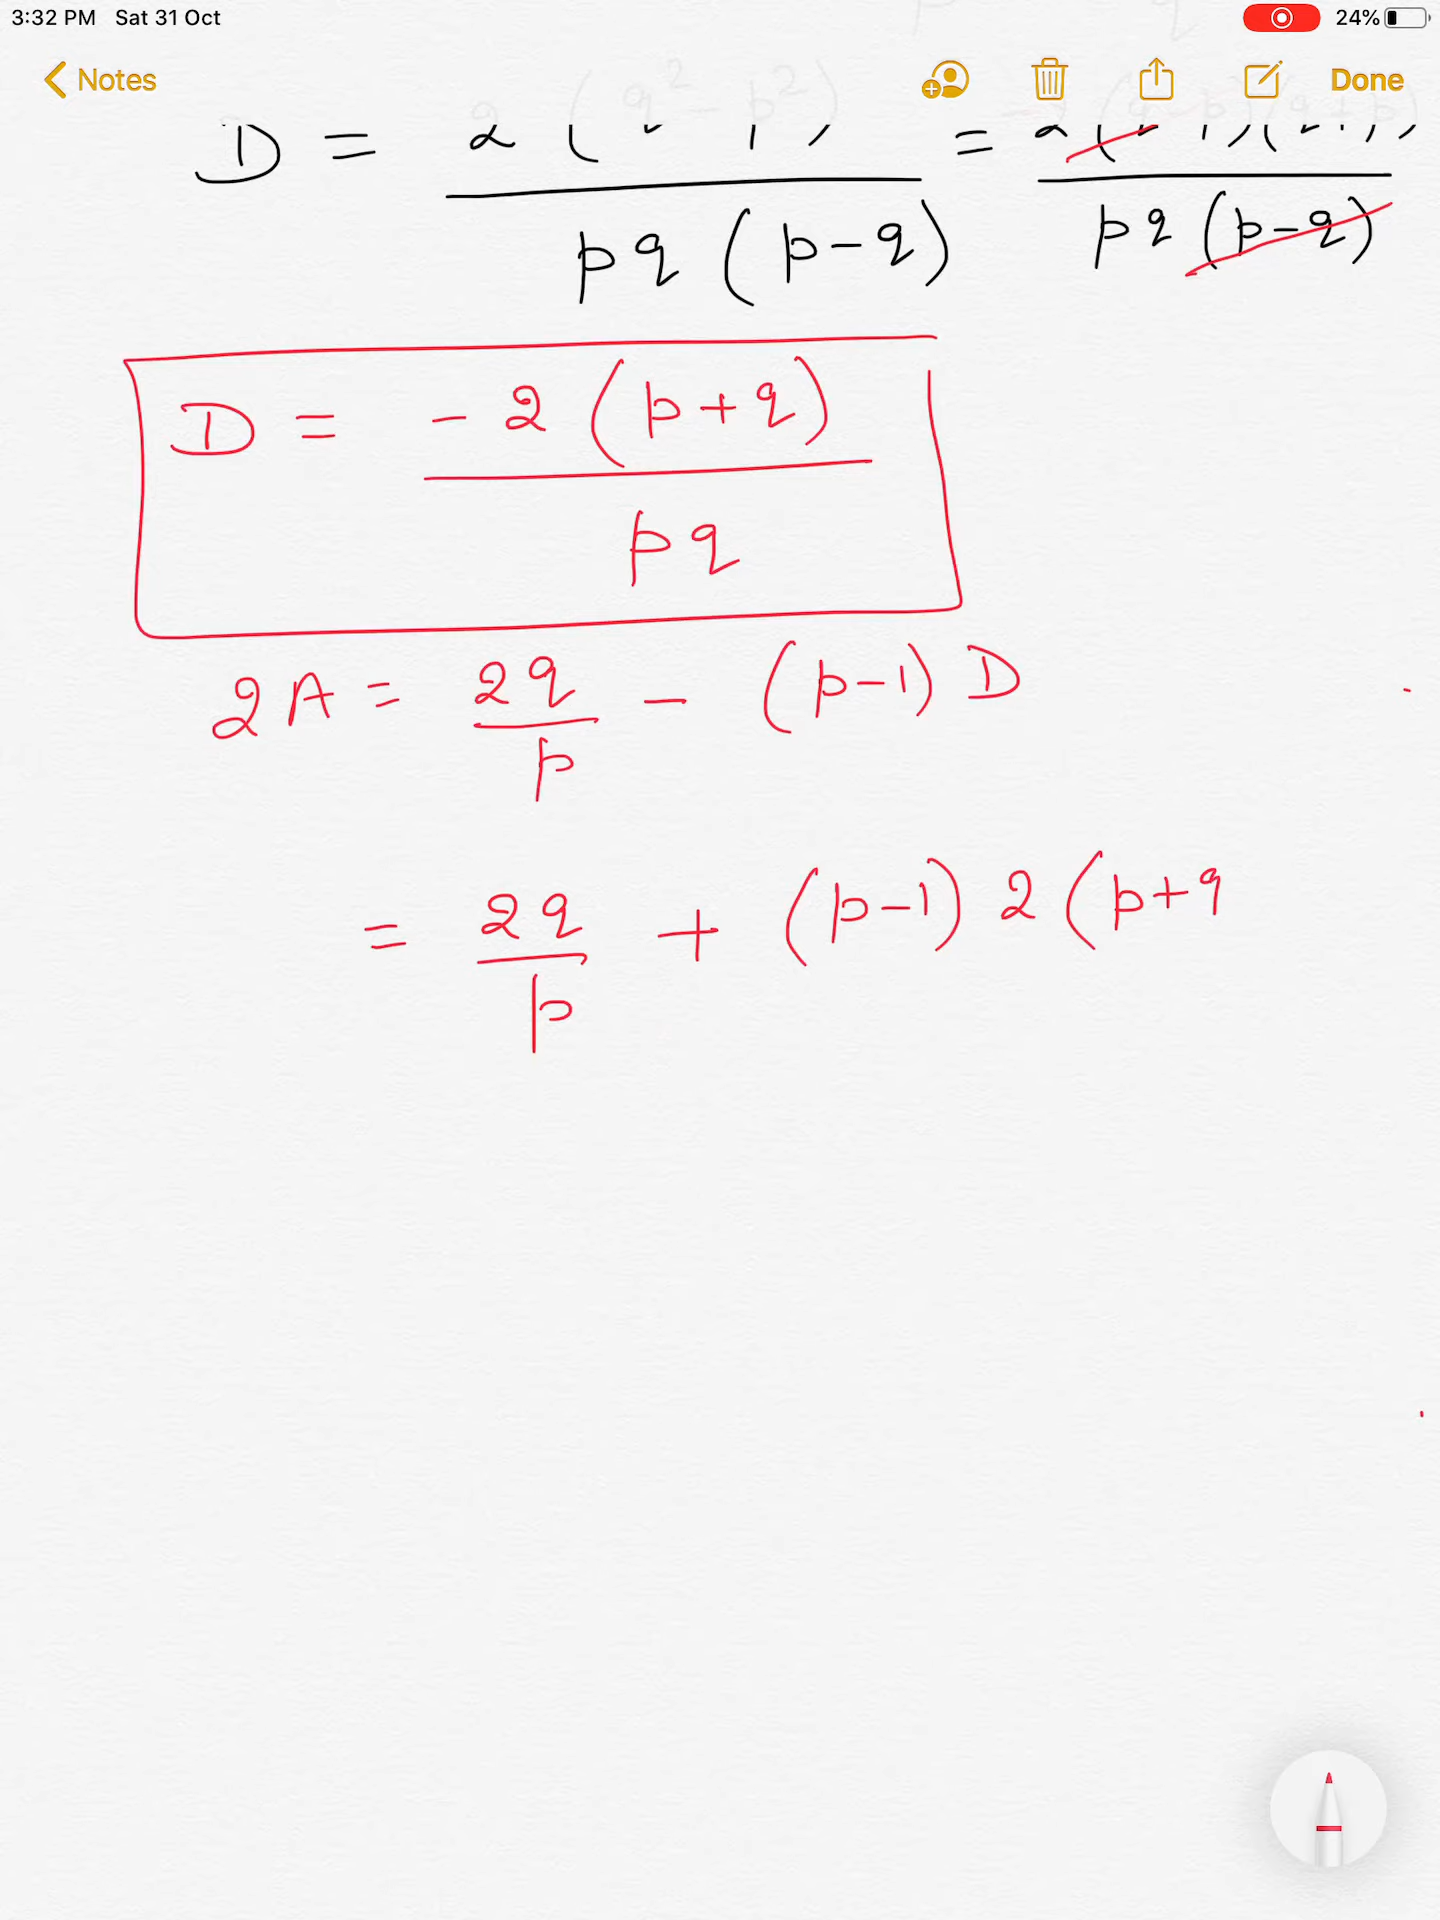 3:32 PM Sat 31 Oct 24%
Notes Done
D = 2 (q² - p²) / pq (p-q) = / pq (p-q)
D = -2 (p+q) / pq
2A = 2q / p - (p-1) D
= 2q / p + (p-1) 2 (p+q